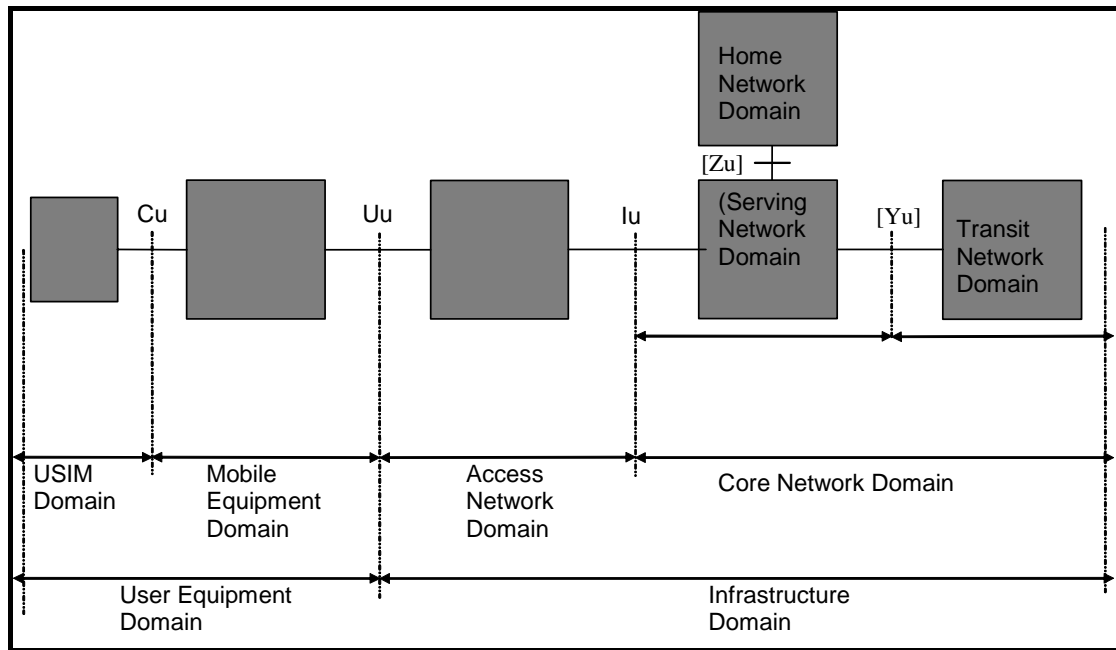 Home
Network
Domain
[Zu]
Cu
Uu
Iu
(Serving
Network
Domain
[Yu]
Transit
Network
Domain
USIM
Domain
Mobile
Equipment
Domain
Access
Network
Domain
Core Network Domain
User Equipment
Domain
Infrastructure
Domain